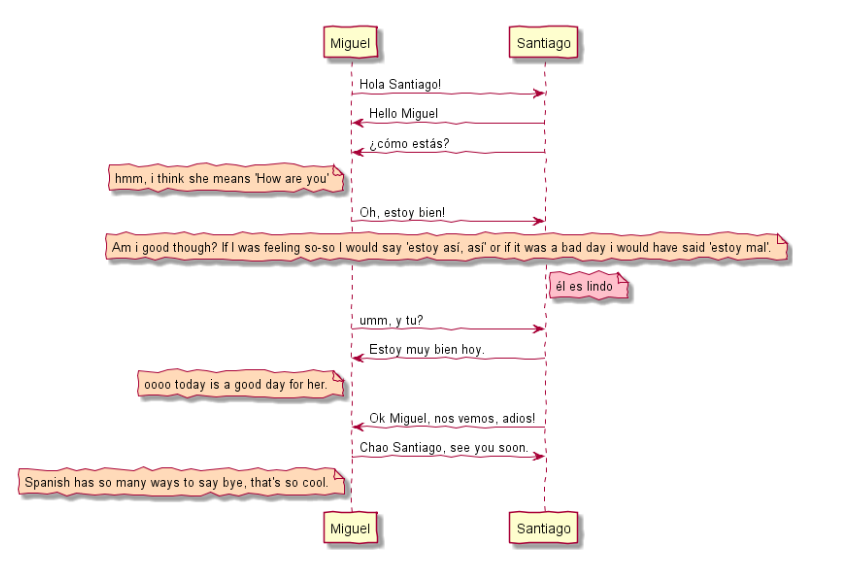 Miguel
Santiago
Hola Santiago!
Hello Miguel
¿cómo estás?
hmm, i think she means 'How are you'
Oh, estoy bien!
Am i good though? If I was feeling so-so I would say 'estoy así, así' or if it was a bad day i would have said 'estoy mal'.
él es lindo
umm, y tu?
Estoy muy bien hoy.
oooo today is a good day for her.
Ok Miguel, nos vemos, adios!
Chao Santiago, see you soon.
Spanish has so many ways to say bye, that's so cool.
Miguel
Santiago